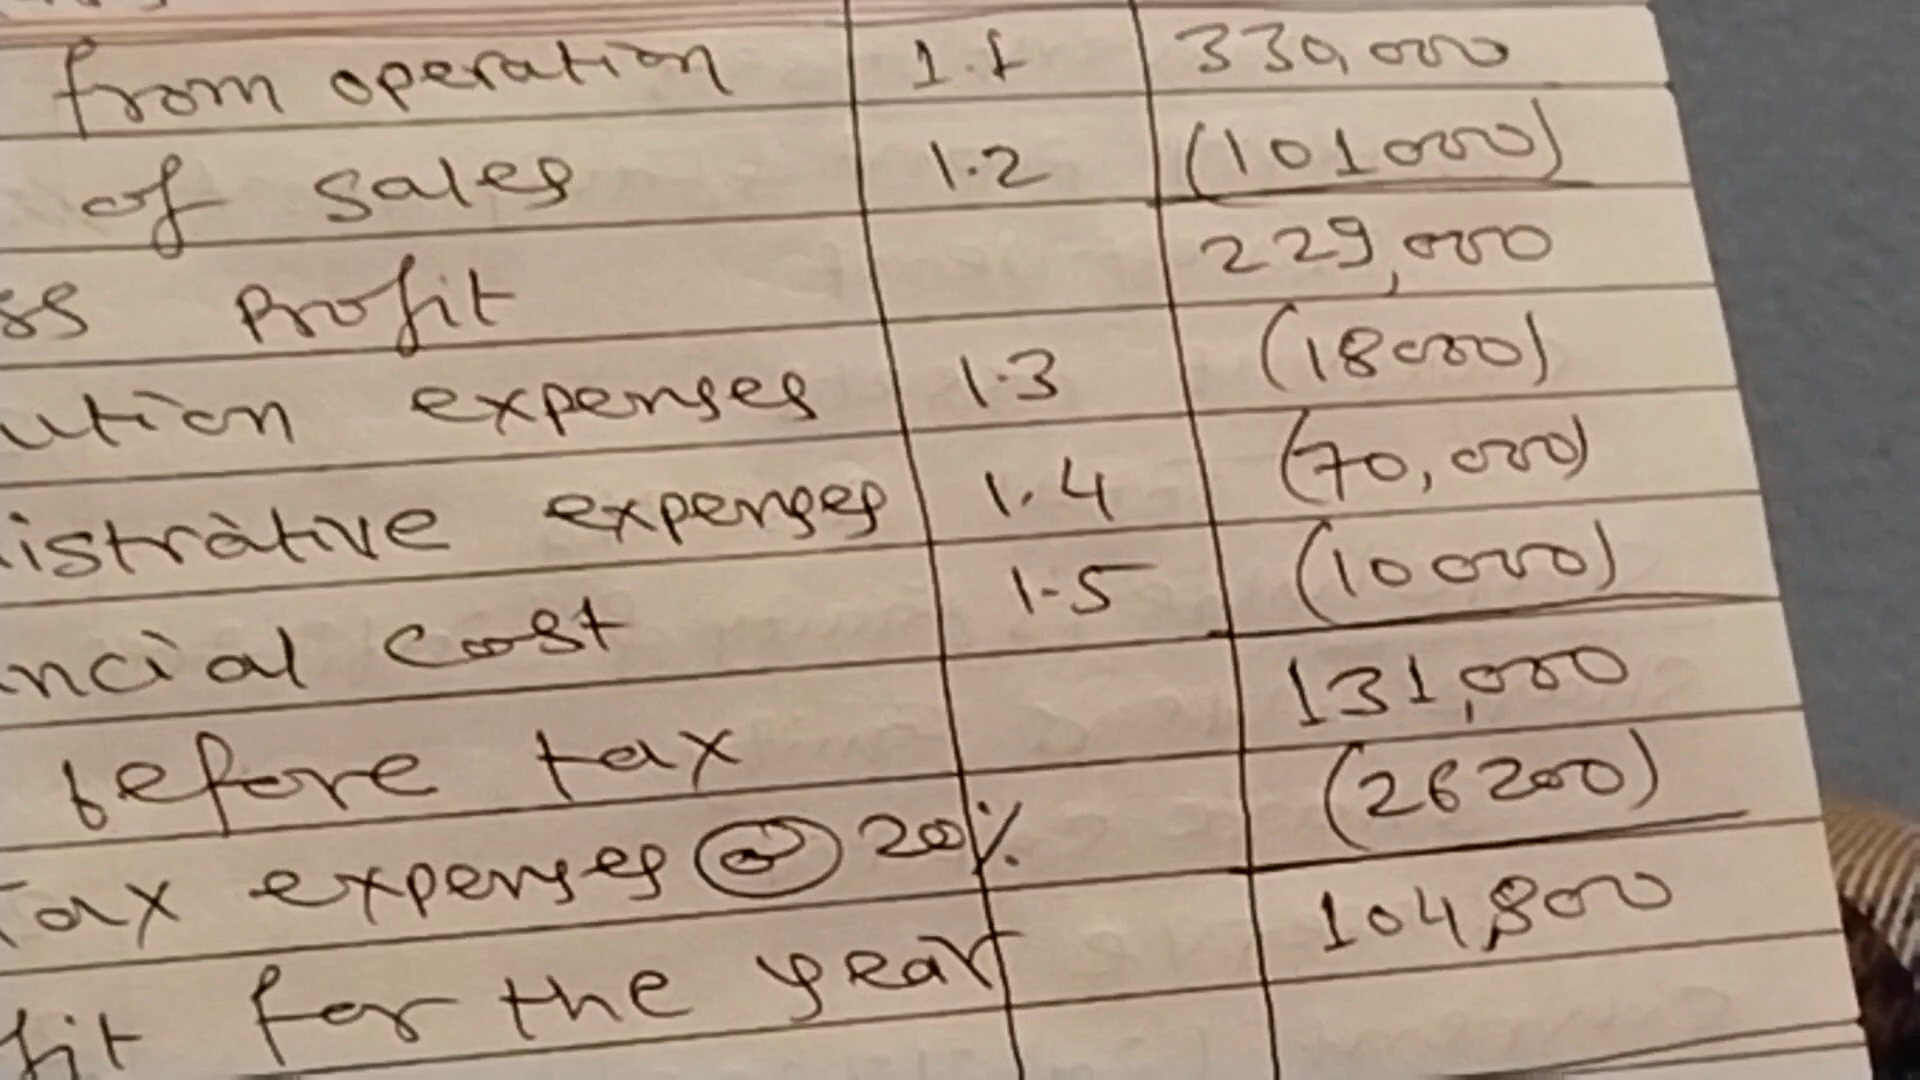 from operation 1.1 330,000
of sales 1.2 (101000)
ss Profit 229,000
ution expenses 1.3 (18000)
istrative expenses 1.4 (70,000)
ncial cost 1.5 (10000)
before tax 131,000
Tax expenses @ 20% (26200)
fit for the year 104,800